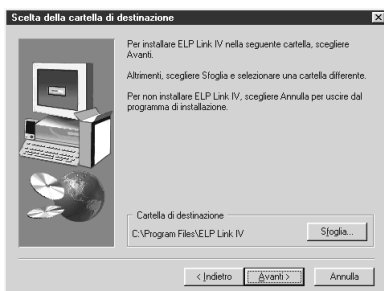 Scelta della cartella di destinazione
Per installare ELP Link IV nella seguente cartella, scegliere
Avanti.
Altrimenti, scegliere Sfoglia e selezionare una cartella differente.
Per non installare ELP Link IV, scegliere Annulla per uscire dal
programma di installazione.
Cartella di destinazione
C:\Program Files\ELP Link IV
Sfoglia...
< Indietro
Avanti >
Annulla